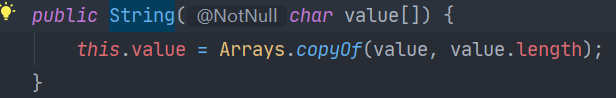 public String( @NotNull char value[]) {
this.value = Arrays.copyOf(value, value.length);
}